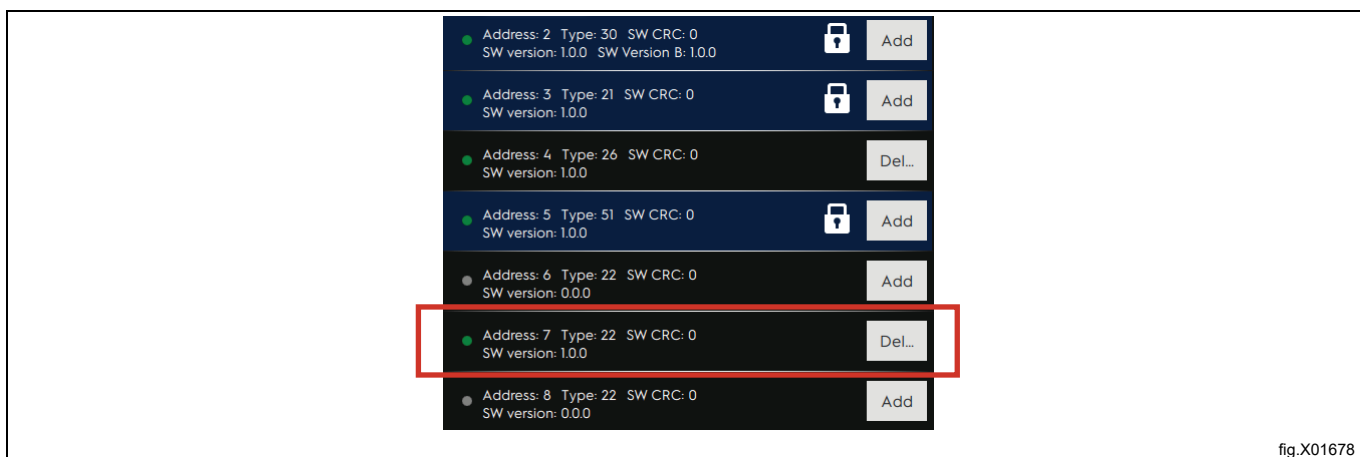 Address: 2 Type: 30 SW CRC: 0
SW version: 1.0.0 SW Version B: 1.0.0
Add
Address: 3 Type: 21 SW CRC: 0
SW version: 1.0.0
Add
Address: 4 Type: 26 SW CRC: 0
SW version: 1.0.0
Del...
Address: 5 Type: 51 SW CRC: 0
SW version: 1.0.0
Add
Address: 6 Type: 22 SW CRC: 0
SW version: 0.0.0
Add
Address: 7 Type: 22 SW CRC: 0
SW version: 1.0.0
Del...
Address: 8 Type: 22 SW CRC: 0
SW version: 0.0.0
Add
fig.X01678